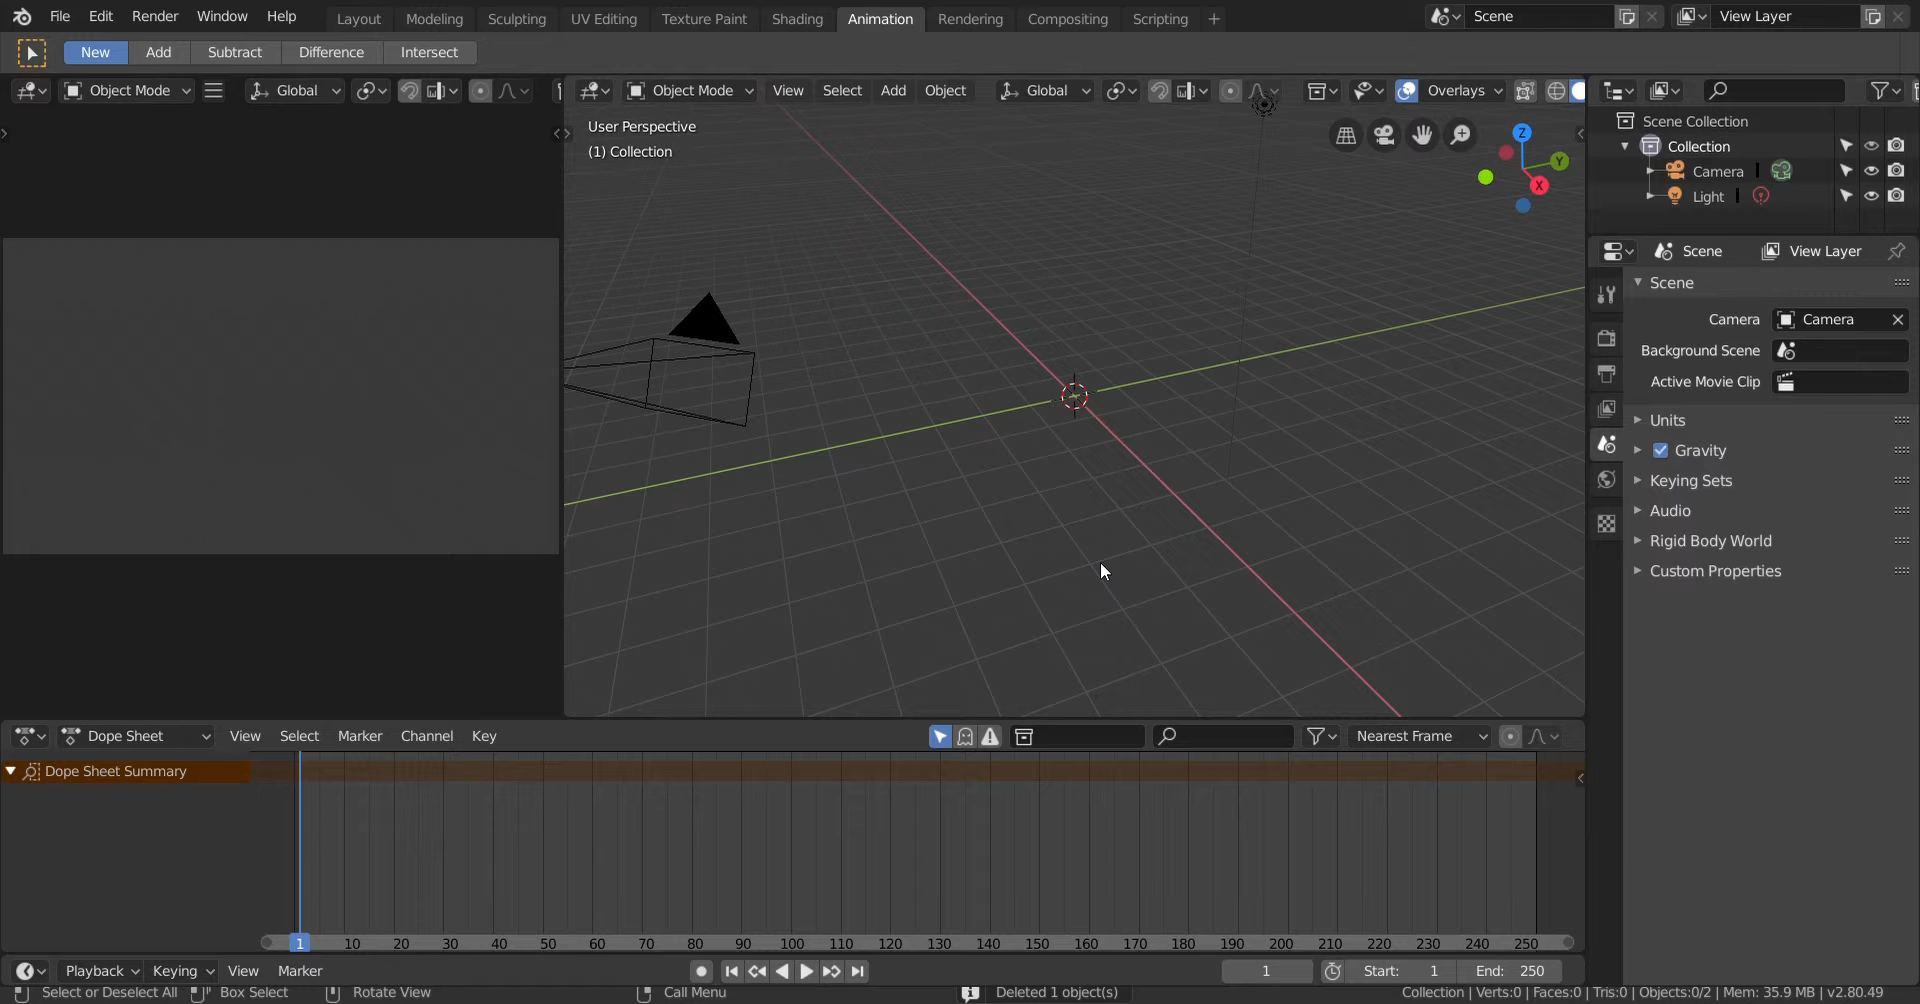 File Edit Render Window Help Layout Modeling Sculpting UV Editing Texture Paint Shading Animation Rendering Compositing Scripting + Scene View Layer
New Add Subtract Difference Intersect
Object Mode Global Object Mode View Select Add Object Global Overlays
User Perspective
(1) Collection
Z
Y
X
Scene Collection
Collection
Camera
Light
Scene View Layer
Scene
Camera Camera
Background Scene
Active Movie Clip
Units
Gravity
Keying Sets
Audio
Rigid Body World
Custom Properties
Dope Sheet View Select Marker Channel Key Nearest Frame
Dope Sheet Summary
1 10 20 30 40 50 60 70 80 90 100 110 120 130 140 150 160 170 180 190 200 210 220 230 240 250
Playback Keying View Marker 1 Start: 1 End: 250
Select or Deselect All Box Select Rotate View Call Menu Deleted 1 object(s) Collection | Verts:0 | Faces:0 | Tris:0 | Objects:0/2 | Mem: 35.9 MB | v2.80.49